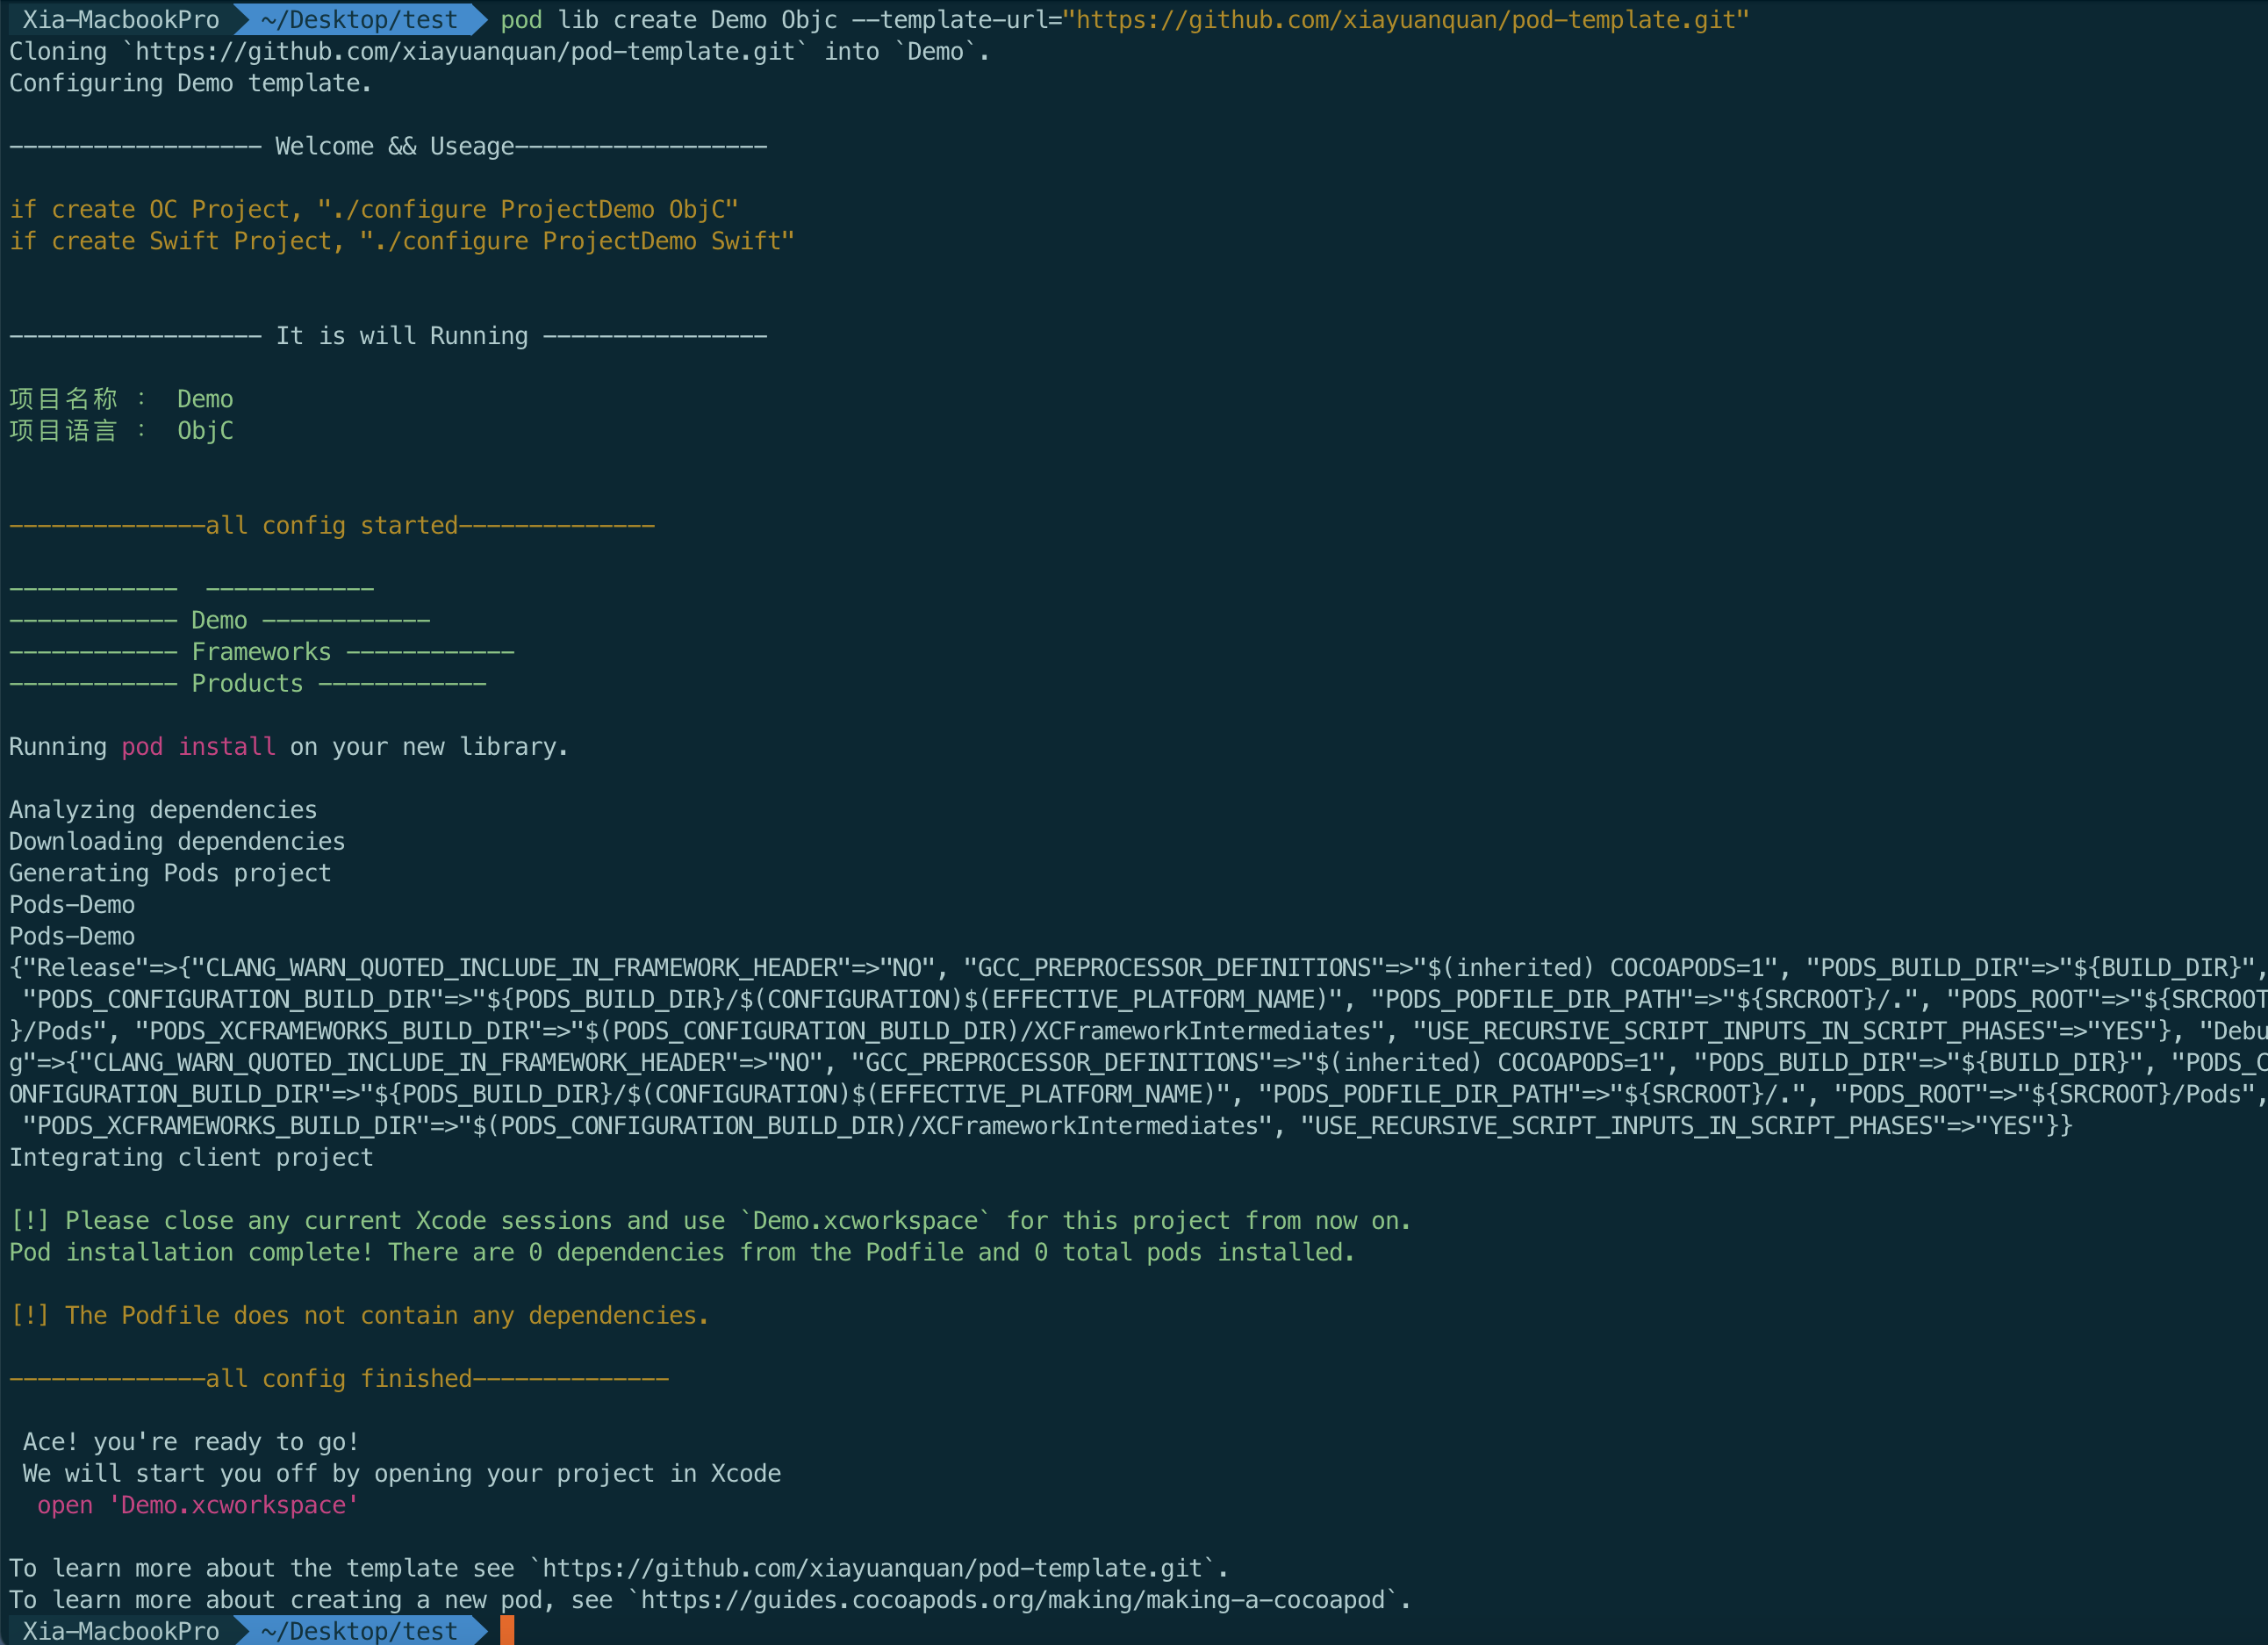 Xia-MacbookPro ~/Desktop/test pod lib create Demo Objc --template-url="https://github.com/xiayuanquan/pod-template.git"
Cloning `https://github.com/xiayuanquan/pod-template.git` into `Demo`.
Configuring Demo template.
------------------ Welcome && Useage------------------
if create OC Project, "./configure ProjectDemo ObjC"
if create Swift Project, "./configure ProjectDemo Swift"
------------------ It is will Running ----------------
项目名称 :  Demo
项目语言 :  ObjC
--------------all config started--------------
------------  ------------
------------ Demo ------------
------------ Frameworks ------------
------------ Products ------------
Running pod install on your new library.
Analyzing dependencies
Downloading dependencies
Generating Pods project
Pods-Demo
Pods-Demo
{"Release"=>{"CLANG_WARN_QUOTED_INCLUDE_IN_FRAMEWORK_HEADER"=>"NO", "GCC_PREPROCESSOR_DEFINITIONS"=>"$(inherited) COCOAPODS=1", "PODS_BUILD_DIR"=>"${BUILD_DIR}",
 "PODS_CONFIGURATION_BUILD_DIR"=>"${PODS_BUILD_DIR}/$(CONFIGURATION)$(EFFECTIVE_PLATFORM_NAME)", "PODS_PODFILE_DIR_PATH"=>"${SRCROOT}/.", "PODS_ROOT"=>"${SRCROOT
}/Pods", "PODS_XCFRAMEWORKS_BUILD_DIR"=>"$(PODS_CONFIGURATION_BUILD_DIR)/XCFrameworkIntermediates", "USE_RECURSIVE_SCRIPT_INPUTS_IN_SCRIPT_PHASES"=>"YES"}, "Debu
g"=>{"CLANG_WARN_QUOTED_INCLUDE_IN_FRAMEWORK_HEADER"=>"NO", "GCC_PREPROCESSOR_DEFINITIONS"=>"$(inherited) COCOAPODS=1", "PODS_BUILD_DIR"=>"${BUILD_DIR}", "PODS_C
ONFIGURATION_BUILD_DIR"=>"${PODS_BUILD_DIR}/$(CONFIGURATION)$(EFFECTIVE_PLATFORM_NAME)", "PODS_PODFILE_DIR_PATH"=>"${SRCROOT}/.", "PODS_ROOT"=>"${SRCROOT}/Pods",
 "PODS_XCFRAMEWORKS_BUILD_DIR"=>"$(PODS_CONFIGURATION_BUILD_DIR)/XCFrameworkIntermediates", "USE_RECURSIVE_SCRIPT_INPUTS_IN_SCRIPT_PHASES"=>"YES"}}
Integrating client project
[!] Please close any current Xcode sessions and use `Demo.xcworkspace` for this project from now on.
Pod installation complete! There are 0 dependencies from the Podfile and 0 total pods installed.
[!] The Podfile does not contain any dependencies.
--------------all config finished--------------
 Ace! you're ready to go!
 We will start you off by opening your project in Xcode
  open 'Demo.xcworkspace'
To learn more about the template see `https://github.com/xiayuanquan/pod-template.git`.
To learn more about creating a new pod, see `https://guides.cocoapods.org/making/making-a-cocoapod`.
Xia-MacbookPro ~/Desktop/test